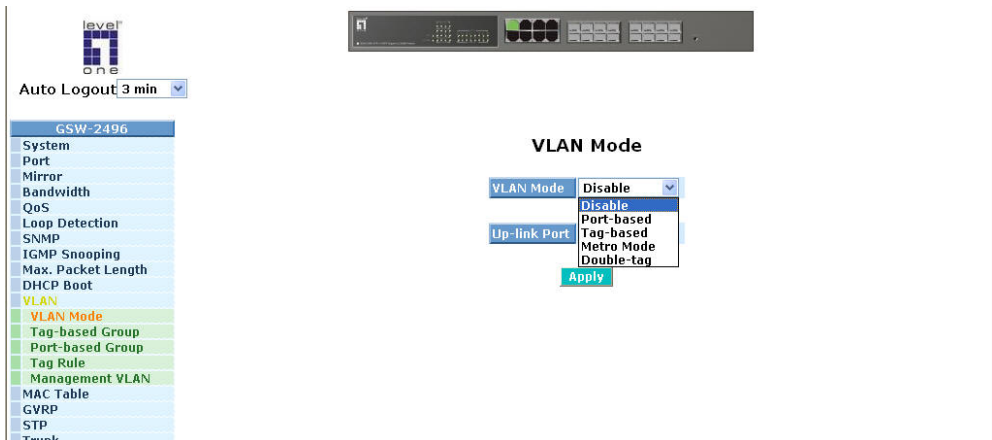 level
one
Auto Logout 3 min
GSW-2496
System
Port
Mirror
Bandwidth
QoS
Loop Detection
SNMP
IGMP Snooping
Max. Packet Length
DHCP Boot
VLAN
VLAN Mode
Tag-based Group
Port-based Group
Tag Rule
Management VLAN
MAC Table
GVRP
STP
Trunk
VLAN Mode
VLAN Mode Disable
Disable
Port-based
Tag-based
Metro Mode
Double-tag
Up-link Port
Apply